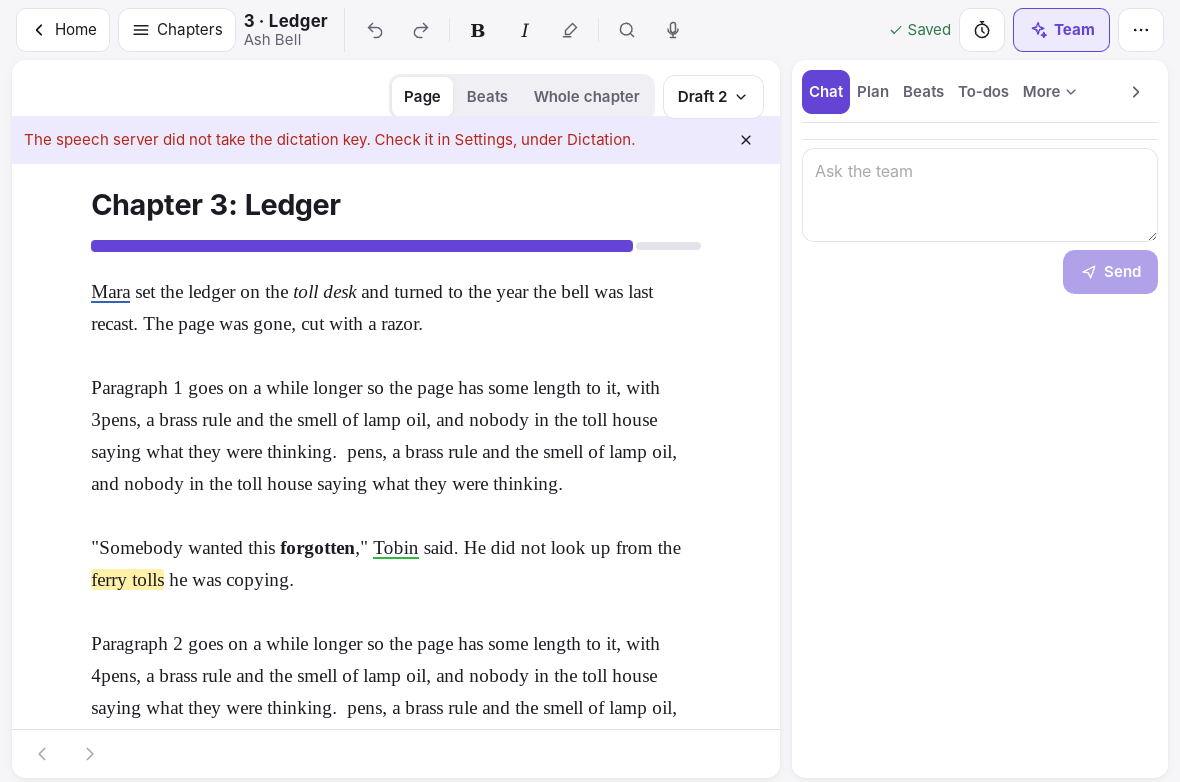 Home
Chapters
3 · Ledger
Ash Bell
B
I
Saved
Team
Page
Beats
Whole chapter
Draft 2
The speech server did not take the dictation key. Check it in Settings, under Dictation.
Chapter 3: Ledger
Mara set the ledger on the toll desk and turned to the year the bell was last
recast. The page was gone, cut with a razor.
Paragraph 1 goes on a while longer so the page has some length to it, with
3pens, a brass rule and the smell of lamp oil, and nobody in the toll house
saying what they were thinking.  pens, a brass rule and the smell of lamp oil,
and nobody in the toll house saying what they were thinking.
"Somebody wanted this forgotten," Tobin said. He did not look up from the
ferry tolls he was copying.
Paragraph 2 goes on a while longer so the page has some length to it, with
4pens, a brass rule and the smell of lamp oil, and nobody in the toll house
saying what they were thinking.  pens, a brass rule and the smell of lamp oil,
Chat
Plan
Beats
To-dos
More
Ask the team
Send